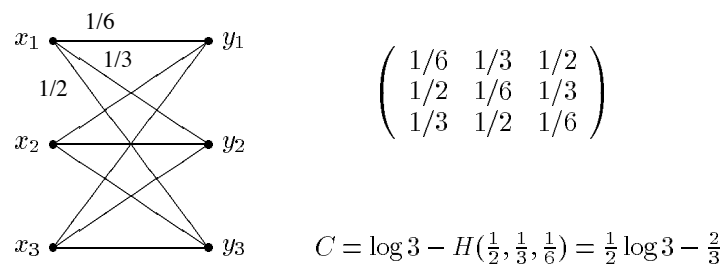 1/6
x₁ y₁
1/3
1/2
x₂ y₂
x₃ y₃
( 1/6 1/3 1/2 )
( 1/2 1/6 1/3 )
( 1/3 1/2 1/6 )
C = log 3 − H(1/2, 1/3, 1/6) = 1/2 log 3 − 2/3